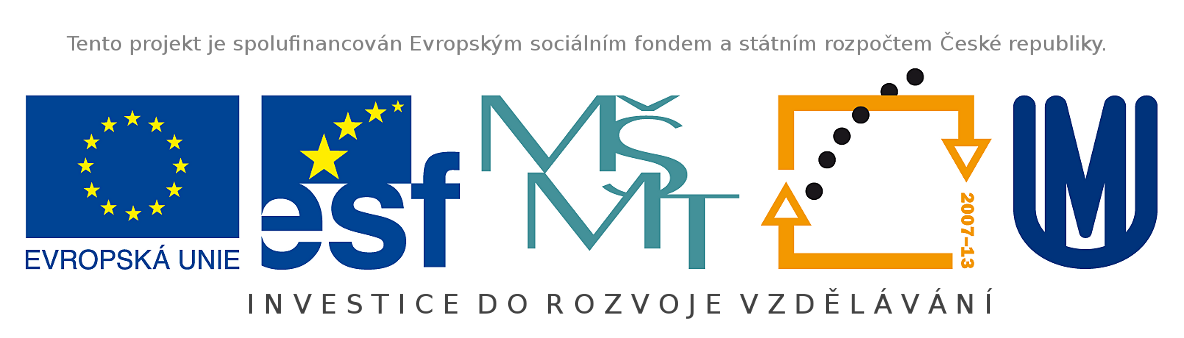 Tento projekt je spolufinancován Evropským sociálním fondem a státním rozpočtem České republiky.
EVROPSKÁ UNIE
esf
MŠMT
2007-13
UM
INVESTICE DO ROZVOJE VZDĚLÁVÁNÍ